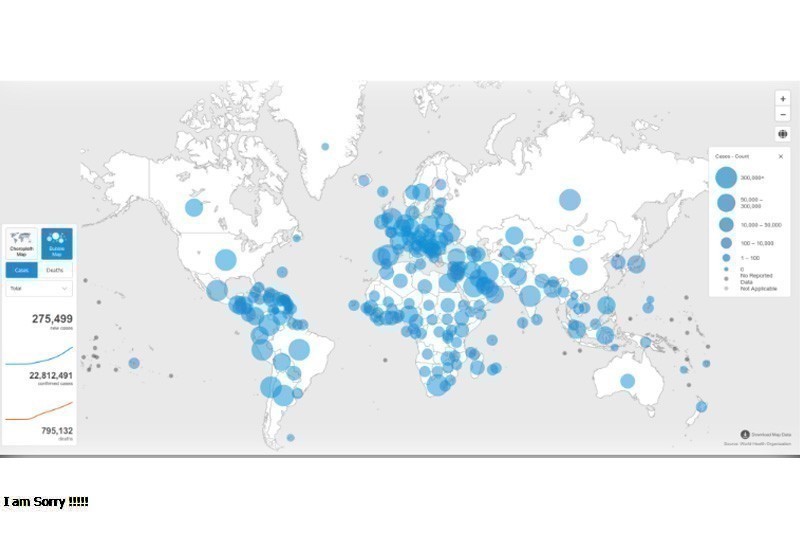 Cases - Count
300,000+
50,000 -
300,000
10,000 - 50,000
100 - 10,000
1 - 100
0
No Reported
Data
Not Applicable
Choropleth
Map
Bubble
Map
Cases
Deaths
Total
275,499
new cases
22,812,491
confirmed cases
795,132
deaths
Download Map Data
Source: World Health Organization
I am Sorry !!!!!